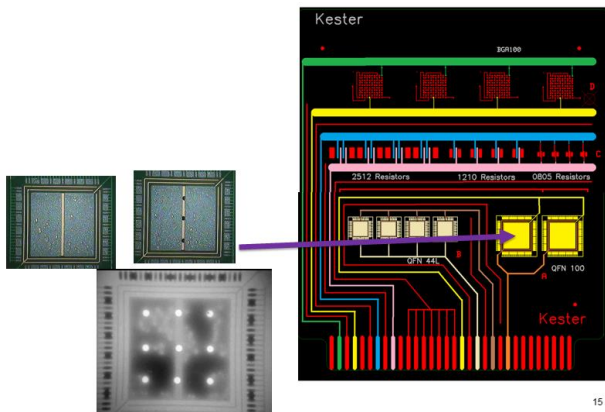 Kester
BGA100
D
C
2512 Resistors
1210 Resistors
0805 Resistors
B
QFN 44L
QFN 100
A
Kester
15